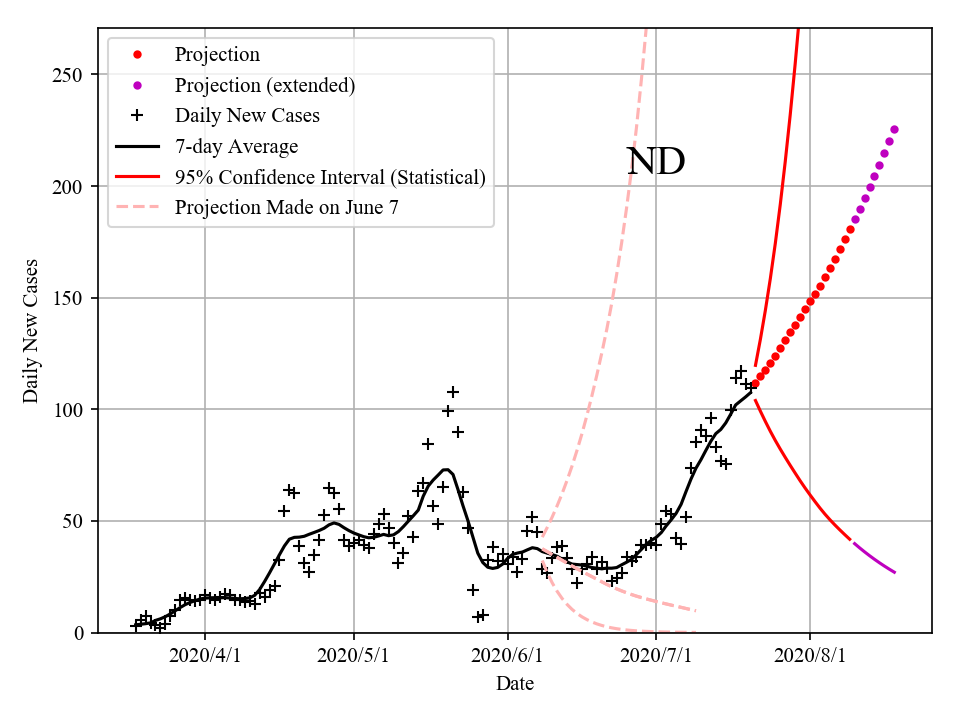 Projection
Projection (extended)
Daily New Cases
7-day Average
95% Confidence Interval (Statistical)
Projection Made on June 7
ND
250
200
150
100
50
0
Daily New Cases
2020/4/1 2020/5/1 2020/6/1 2020/7/1 2020/8/1
Date